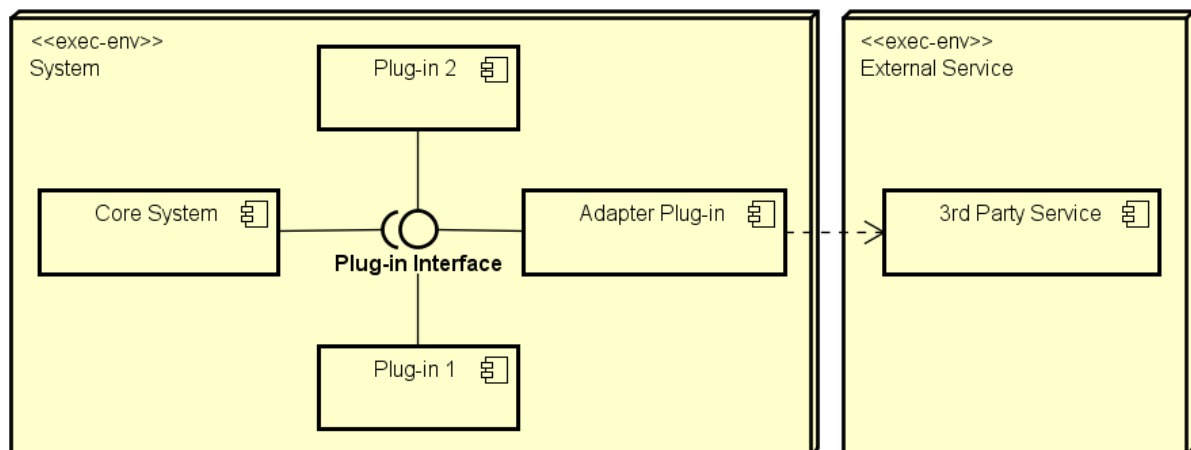 <<exec-env>>
System
Plug-in 2
Core System
Plug-in Interface
Adapter Plug-in
Plug-in 1
<<exec-env>>
External Service
3rd Party Service